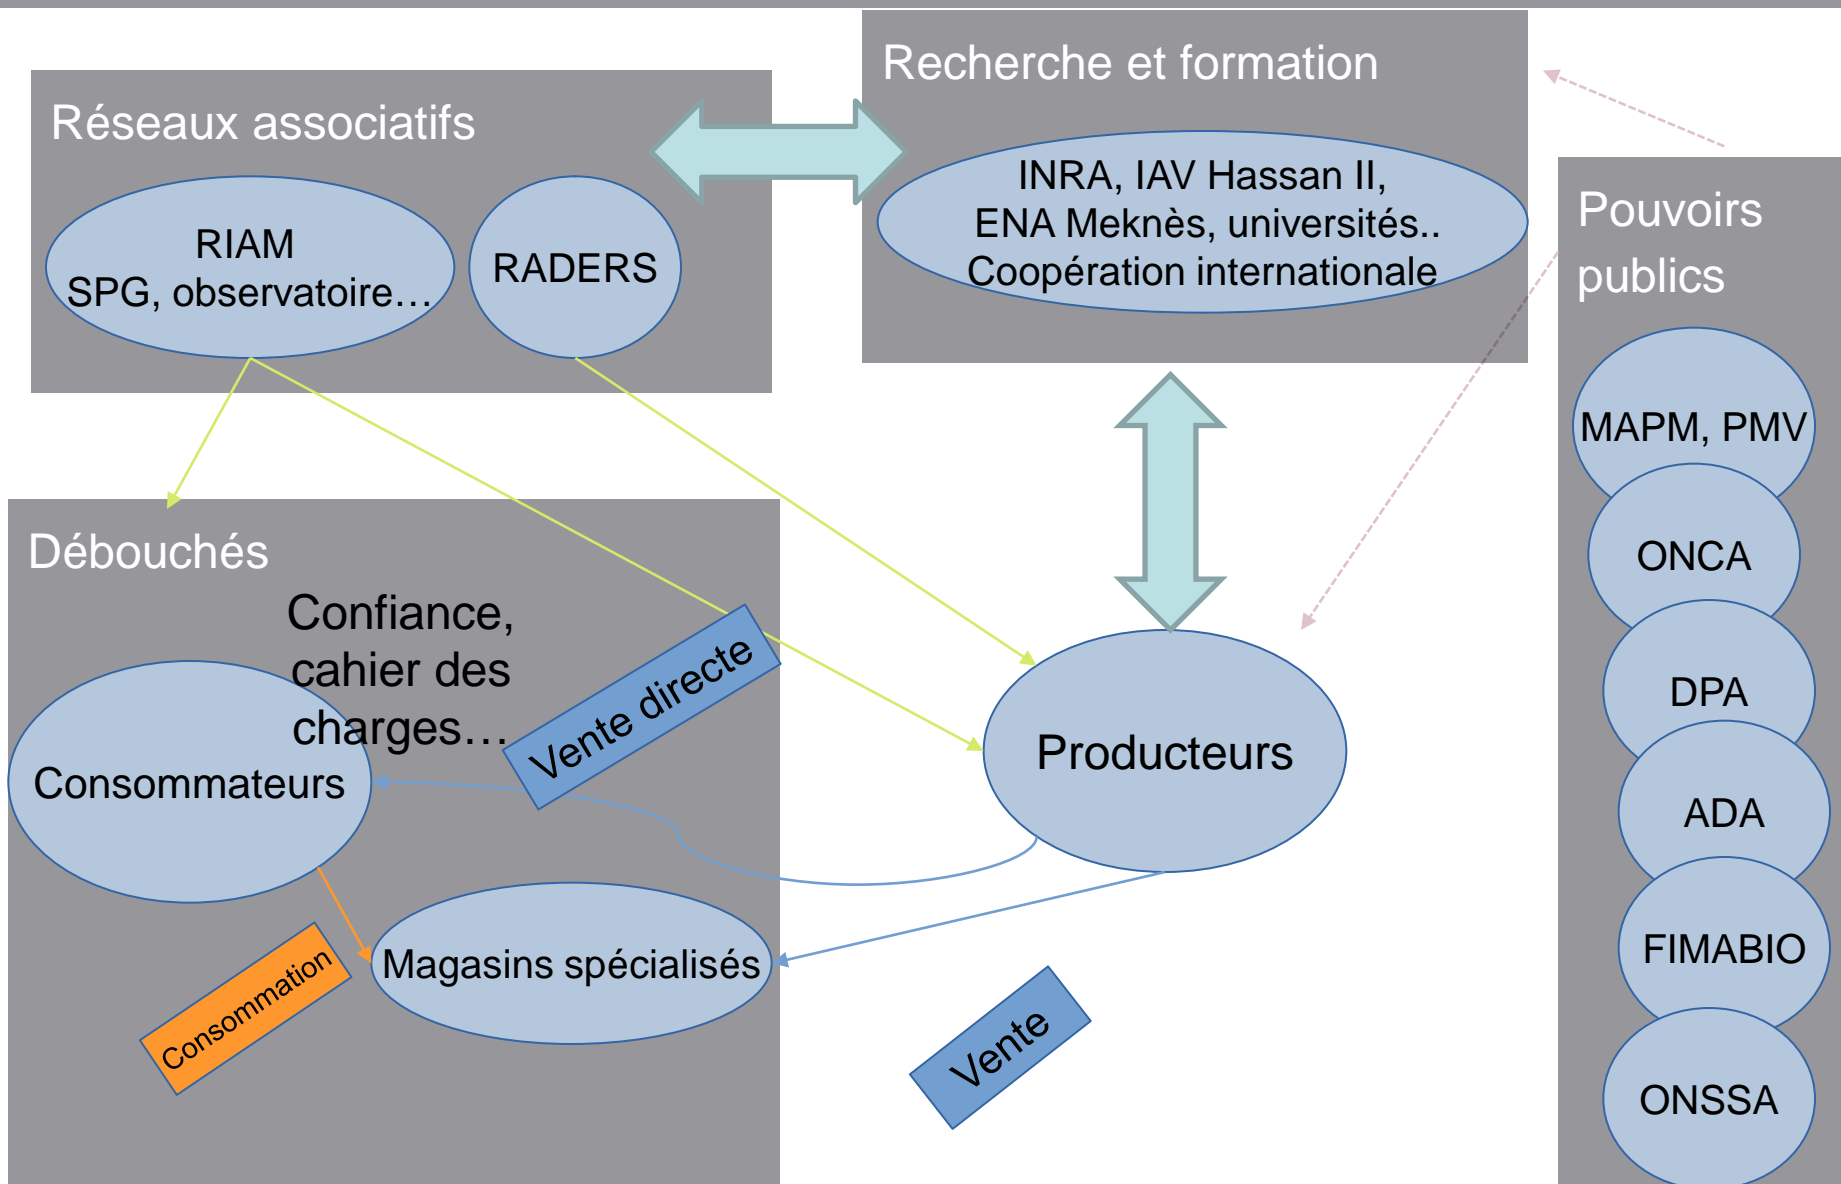 Réseaux associatifs
RIAM
SPG, observatoire…
RADERS
Recherche et formation
INRA, IAV Hassan II,
ENA Meknès, universités..
Coopération internationale
Pouvoirs
publics
MAPM, PMV
ONCA
DPA
ADA
FIMABIO
ONSSA
Débouchés
Confiance,
cahier des
charges…
Vente directe
Consommateurs
Producteurs
Magasins spécialisés
Consommation
Vente